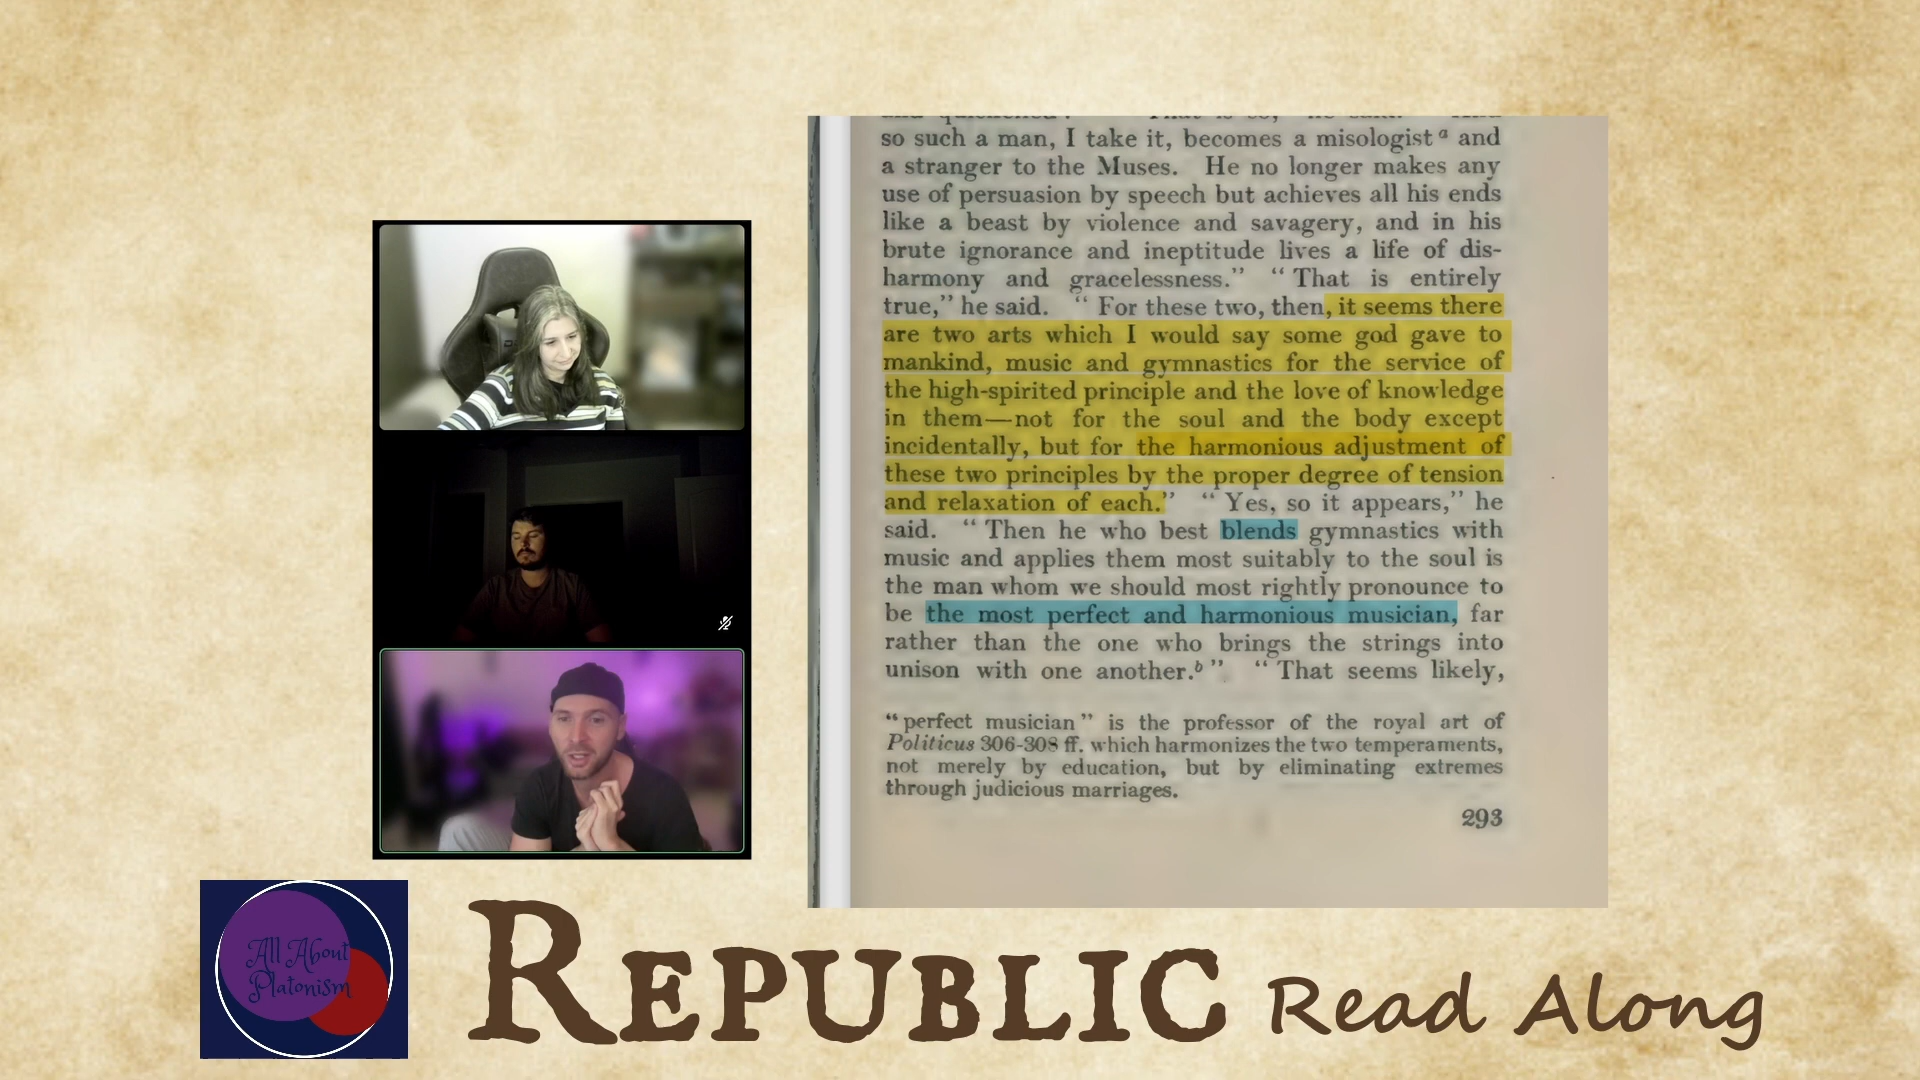 and quickened." "That is so," he said. "And
so such a man, I take it, becomes a misologist a and
a stranger to the Muses. He no longer makes any
use of persuasion by speech but achieves all his ends
like a beast by violence and savagery, and in his
brute ignorance and ineptitude lives a life of dis-
harmony and gracelessness." "That is entirely
true," he said. "For these two, then, it seems there
are two arts which I would say some god gave to
mankind, music and gymnastics for the service of
the high-spirited principle and the love of knowledge
in them—not for the soul and the body except
incidentally, but for the harmonious adjustment of
these two principles by the proper degree of tension
and relaxation of each." "Yes, so it appears," he
said. "Then he who best blends gymnastics with
music and applies them most suitably to the soul is
the man whom we should most rightly pronounce to
be the most perfect and harmonious musician, far
rather than the one who brings the strings into
unison with one another.b" "That seems likely,
"perfect musician" is the professor of the royal art of
Politicus 306-308 ff. which harmonizes the two temperaments,
not merely by education, but by eliminating extremes
through judicious marriages.
293
All About
Platonism
REPUBLIC Read Along